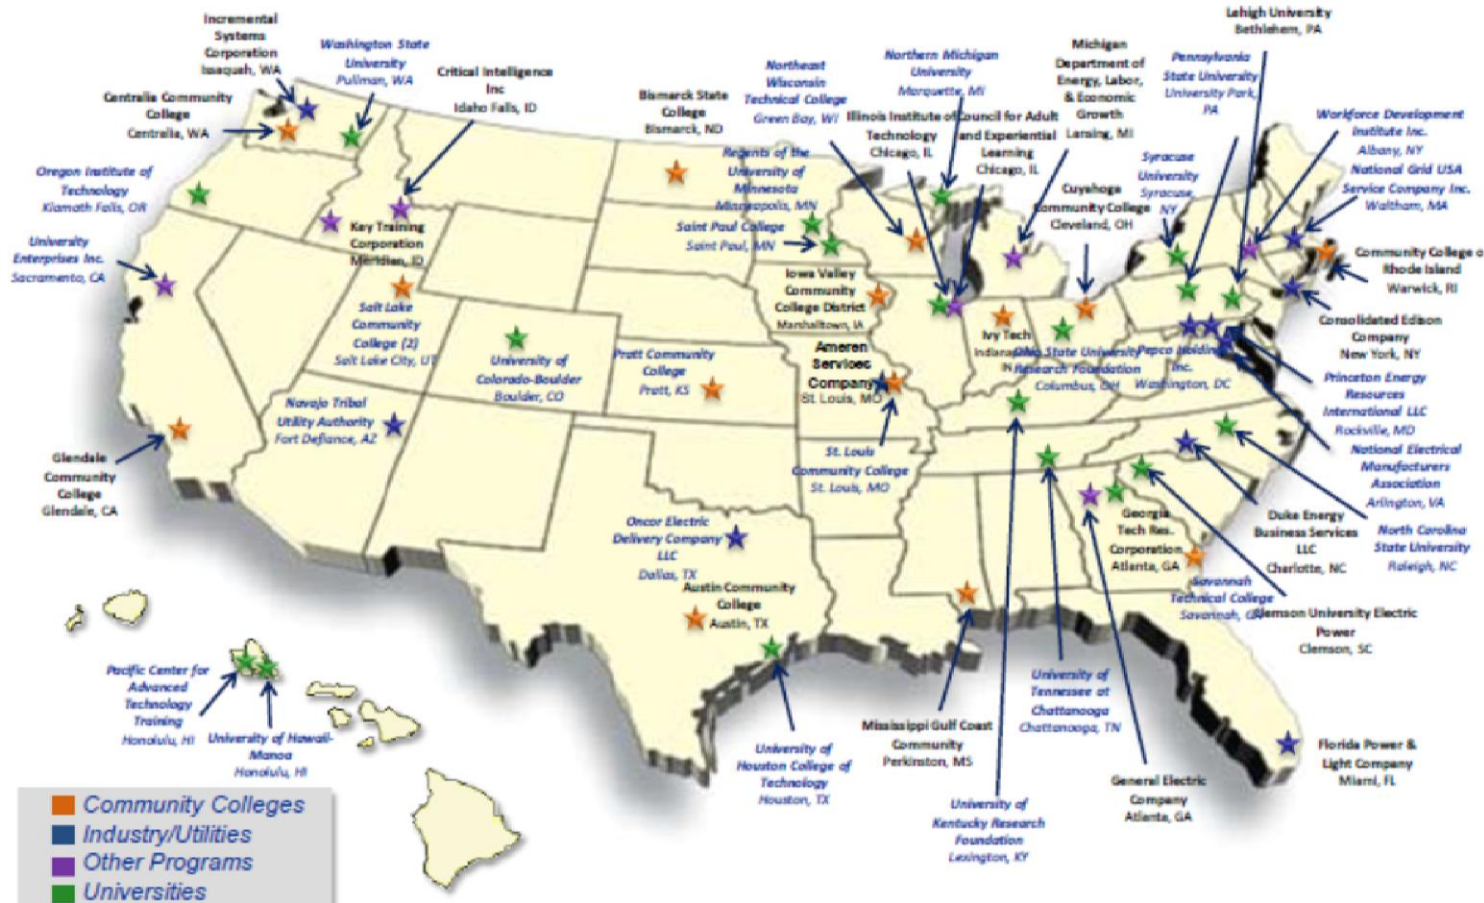 Incremental
Systems
Corporation
Issaquah, WA
Washington State
University
Pullman, WA
Centralia Community
College
Centralia, WA
Critical Intelligence
Inc
Idaho Falls, ID
Oregon Institute of
Technology
Klamath Falls, OR
University
Enterprises Inc.
Sacramento, CA
Key Training
Corporation
Meridian, ID
Salt Lake
Community
College (2)
Salt Lake City, UT
Glendale
Community
College
Glendale, CA
Navajo Tribal
Utility Authority
Fort Defiance, AZ
University of
Colorado-Boulder
Boulder, CO
Bismarck State
College
Bismarck, ND
Pratt Community
College
Pratt, KS
Northeast
Wisconsin
Technical College
Green Bay, WI
Regents of the
University of
Minnesota
Minneapolis, MN
Saint Paul College
Saint Paul, MN
Iowa Valley
Community
College District
Marshalltown, IA
Ameren
Services
Company
St. Louis, MO
St. Louis
Community College
St. Louis, MO
Northern Michigan
University
Marquette, MI
Illinois Institute of
Technology
Chicago, IL
Council for Adult
and Experiential
Learning
Chicago, IL
Michigan
Department of
Energy, Labor,
& Economic
Growth
Lansing, MI
Cuyahoga
Community College
Cleveland, OH
Ivy Tech
Ohio State University
Research Foundation
Columbus, OH
Syracuse
University
Syracuse,
NY
Pennsylvania
State University
University Park,
PA
Lehigh University
Bethlehem, PA
Workforce Development
Institute Inc.
Albany, NY
National Grid USA
Service Company Inc.
Waltham, MA
Community College o
Rhode Island
Warwick, RI
Consolidated Edison
Company
New York, NY
Pepco Holding
Inc.
Washington, DC
Princeton Energy
Resources
International LLC
Rockville, MD
National Electrical
Manufacturers
Association
Arlington, VA
North Carolina
State University
Raleigh, NC
Duke Energy
Business Services
LLC
Charlotte, NC
Clemson University Electric
Power
Clemson, SC
Georgia
Tech Res.
Corporation
Atlanta, GA
Savannah
Technical College
Savannah,
Oncor Electric
Delivery Company
LLC
Dallas, TX
Austin Community
College
Austin, TX
University of
Houston College of
Technology
Houston, TX
Mississippi Gulf Coast
Community
Perkinston, MS
University of
Kentucky Research
Foundation
Lexington, KY
University of
Tennessee at
Chattanooga
Chattanooga, TN
General Electric
Company
Atlanta, GA
Florida Power &
Light Company
Miami, FL
Pacific Center for
Advanced
Technology
Training
Honolulu, HI
University of Hawaii-
Manoa
Honolulu, HI
Community Colleges
Industry/Utilities
Other Programs
Universities